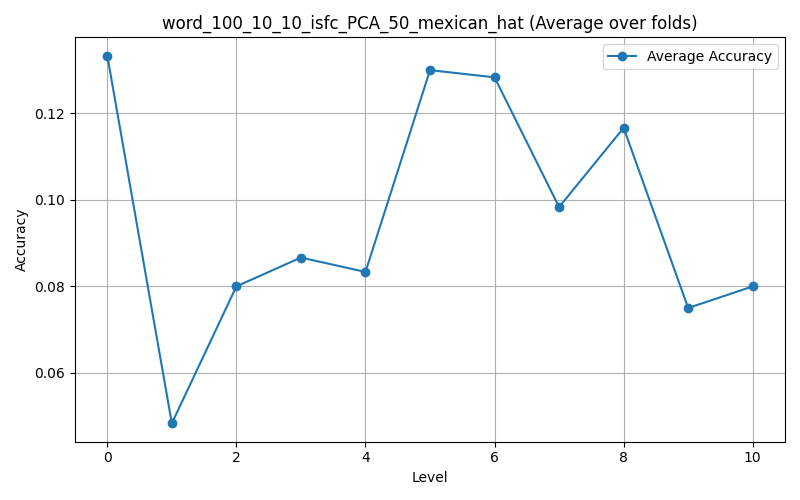 word_100_10_10_isfc_PCA_50_mexican_hat (Average over folds)
Average Accuracy
0.12
0.10
0.08
0.06
Accuracy
0 2 4 6 8 10
Level